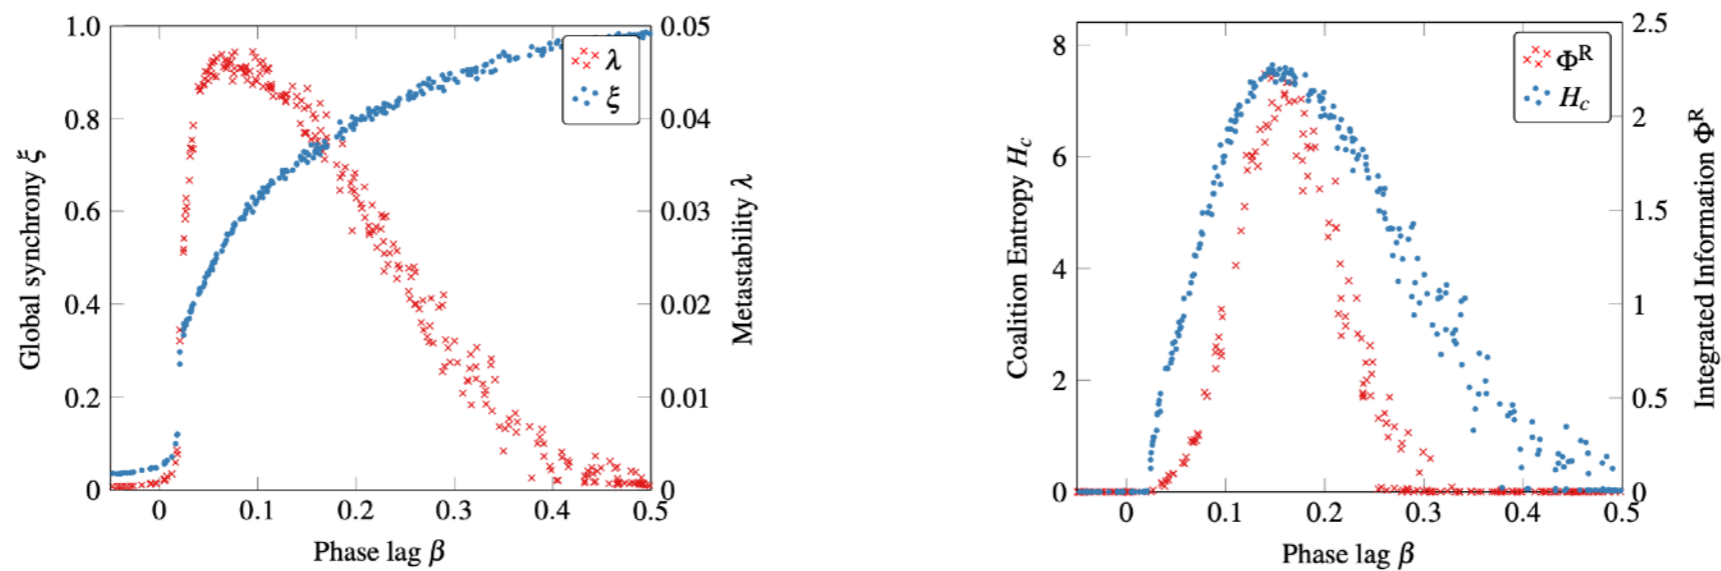 1.0
0.8
0.6
0.4
0.2
0
Global synchrony ξ
0 0.1 0.2 0.3 0.4 0.5
Phase lag β
0.05
0.04
0.03
0.02
0.01
0
Metastability λ
λ
ξ
8
6
4
2
0
Coalition Entropy H_c
0 0.1 0.2 0.3 0.4 0.5
Phase lag β
2.5
2
1.5
1
0.5
0
Integrated Information Φ^R
Φ^R
H_c